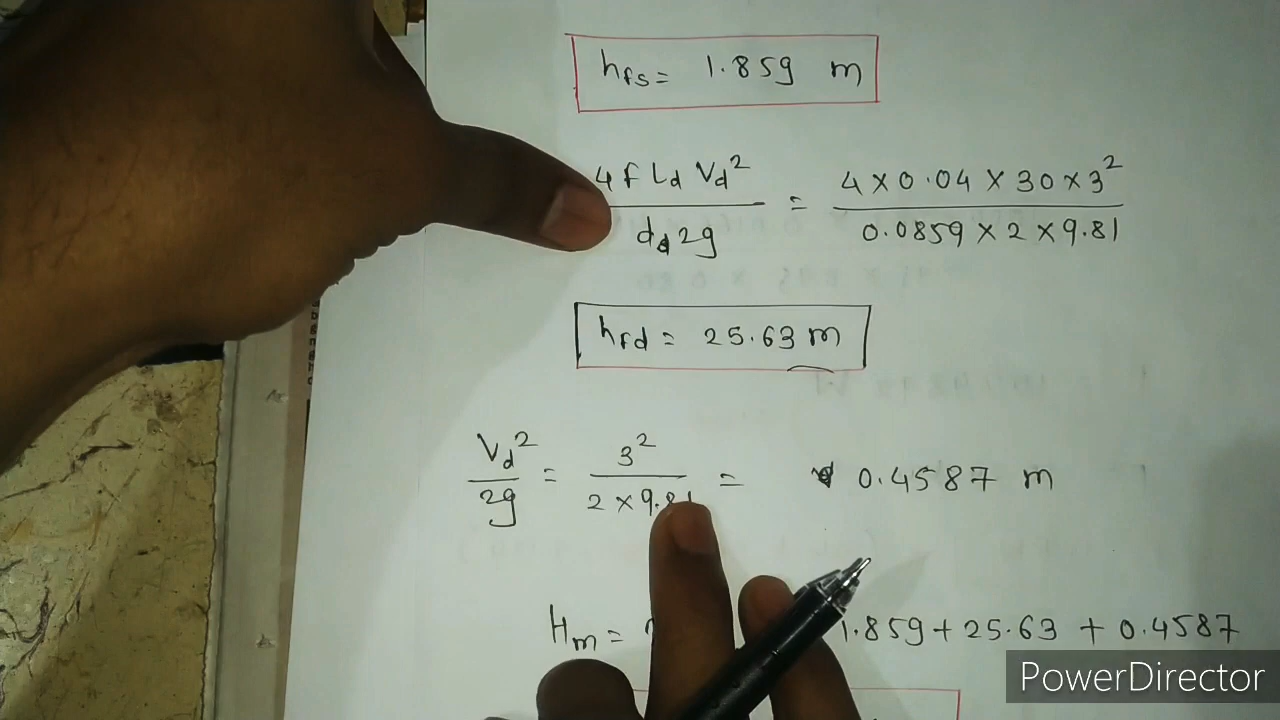 hfs = 1.859 m
4 f Ld Vd² / dd 2g = 4 × 0.04 × 30 × 3² / 0.0859 × 2 × 9.81
hfd = 25.63 m
Vd² / 2g = 3² / 2 × 9.81 = 0.4587 m
Hm = 1.859 + 25.63 + 0.4587
PowerDirector